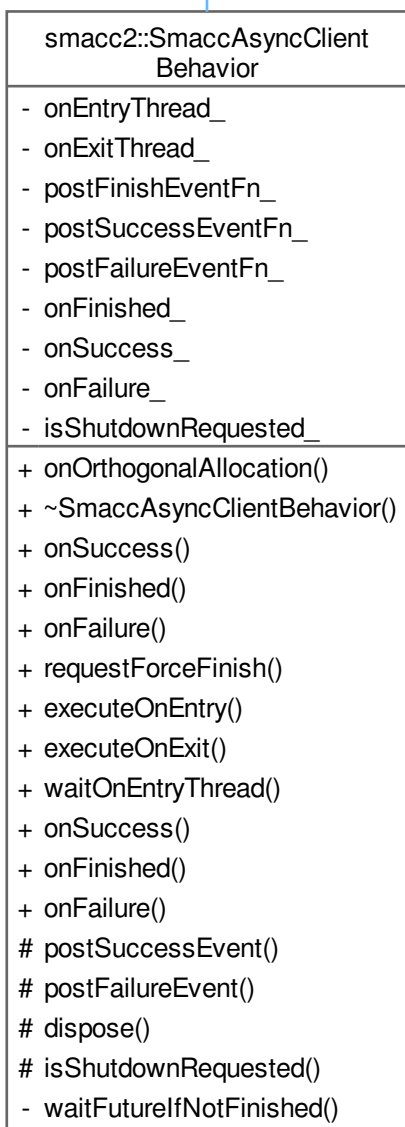 smacc2::SmaccAsyncClient
Behavior
- onEntryThread_
- onExitThread_
- postFinishEventFn_
- postSuccessEventFn_
- postFailureEventFn_
- onFinished_
- onSuccess_
- onFailure_
- isShutdownRequested_
+ onOrthogonalAllocation()
+ ~SmaccAsyncClientBehavior()
+ onSuccess()
+ onFinished()
+ onFailure()
+ requestForceFinish()
+ executeOnEntry()
+ executeOnExit()
+ waitOnEntryThread()
+ onSuccess()
+ onFinished()
+ onFailure()
# postSuccessEvent()
# postFailureEvent()
# dispose()
# isShutdownRequested()
- waitFutureIfNotFinished()